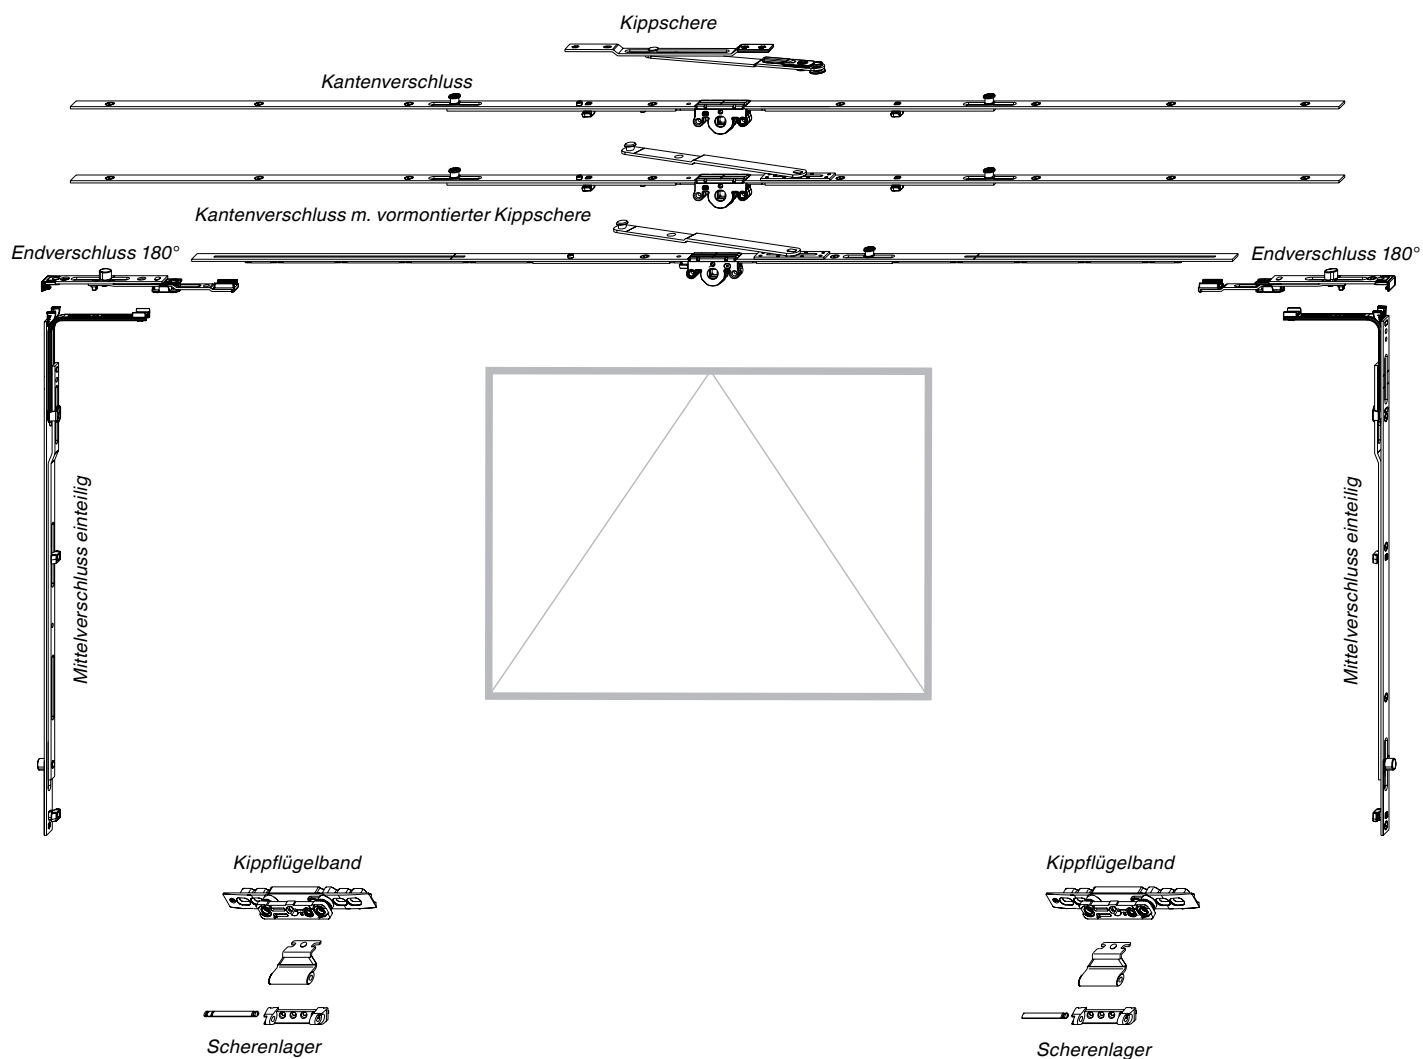 Kippschere
Kantenverschluss
Kantenverschluss m. vormontierter Kippschere
Endverschluss 180°
Endverschluss 180°
Mittelverschluss einteilig
Mittelverschluss einteilig
Kippflügelband
Kippflügelband
Scherenlager
Scherenlager